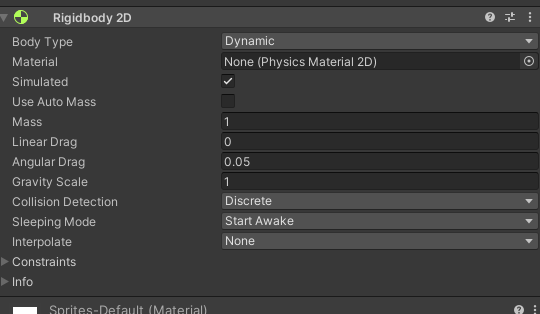 Rigidbody 2D
Body Type Dynamic
Material None (Physics Material 2D)
Simulated
Use Auto Mass
Mass 1
Linear Drag 0
Angular Drag 0.05
Gravity Scale 1
Collision Detection Discrete
Sleeping Mode Start Awake
Interpolate None
Constraints
Info
Sprites-Default (Material)